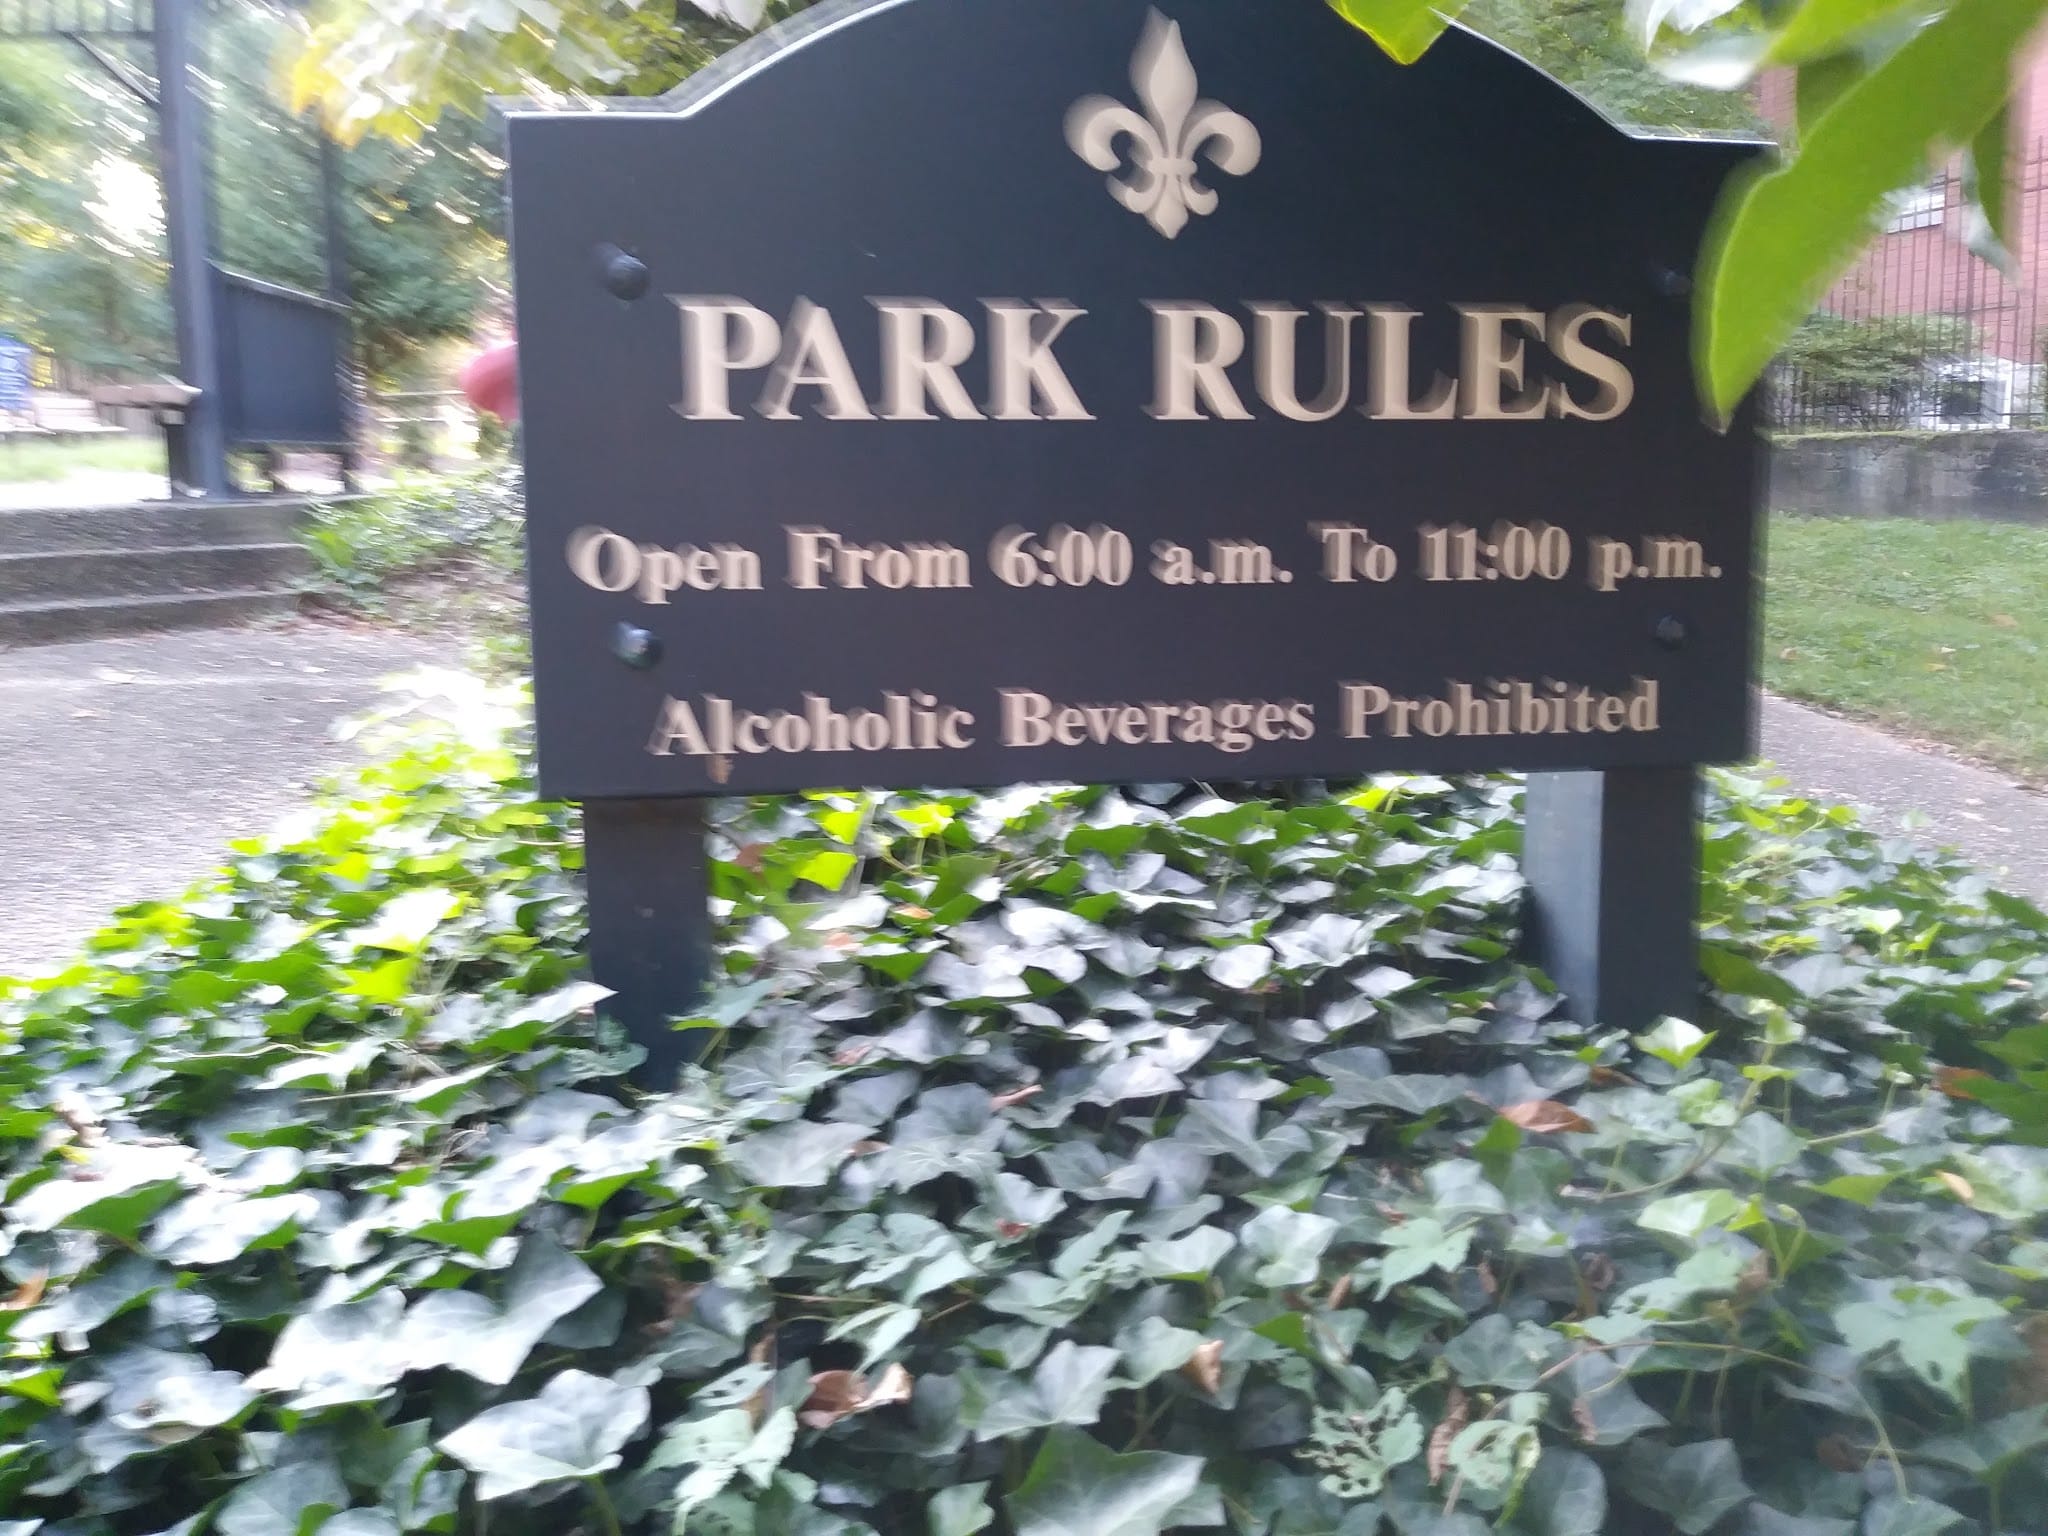 PARK RULES
Open From 6:00 a.m. To 11:00 p.m.
Alcoholic Beverages Prohibited